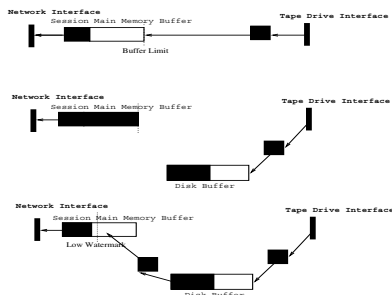 Network Interface
Tape Drive Interface
Session Main Memory Buffer
Buffer Limit
Network Interface
Tape Drive Interface
Session Main Memory Buffer
Disk Buffer
Network Interface
Tape Drive Interface
Session Main Memory Buffer
Low Watermark
Disk Buffer